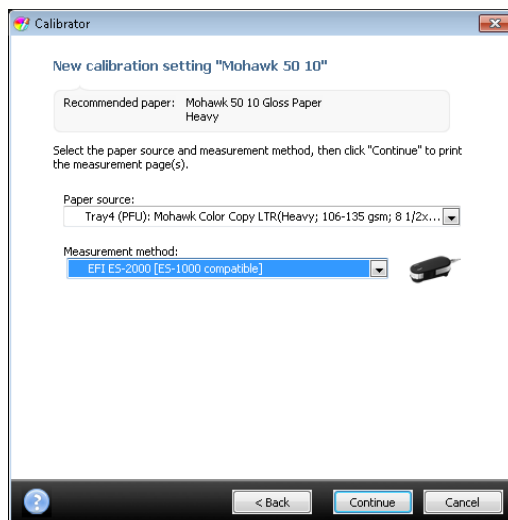 Calibrator
New calibration setting "Mohawk 50 10"
Recommended paper: Mohawk 50 10 Gloss Paper
Heavy
Select the paper source and measurement method, then click "Continue" to print
the measurement page(s).
Paper source:
Tray4 (PFU): Mohawk Color Copy LTR(Heavy; 106-135 gsm; 8 1/2x...
Measurement method:
EFI ES-2000 [ES-1000 compatible]
?
< Back
Continue
Cancel